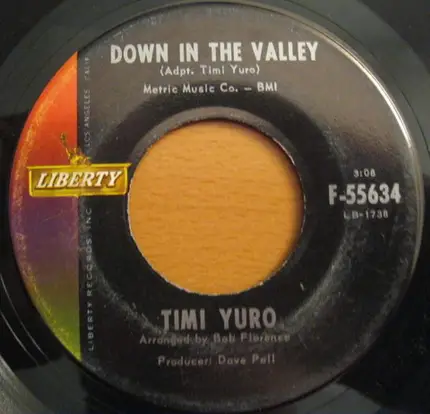 DOWN IN THE VALLEY
(Adpt. Timi Yuro)
Metric Music Co. — BMI
LIBERTY
3:08
F-55634
LB-1738
TIMI YURO
Arranged by Bob Florence
Producer: Dave Pell
LIBERTY RECORDS, INC. LOS ANGELES, CALIF.